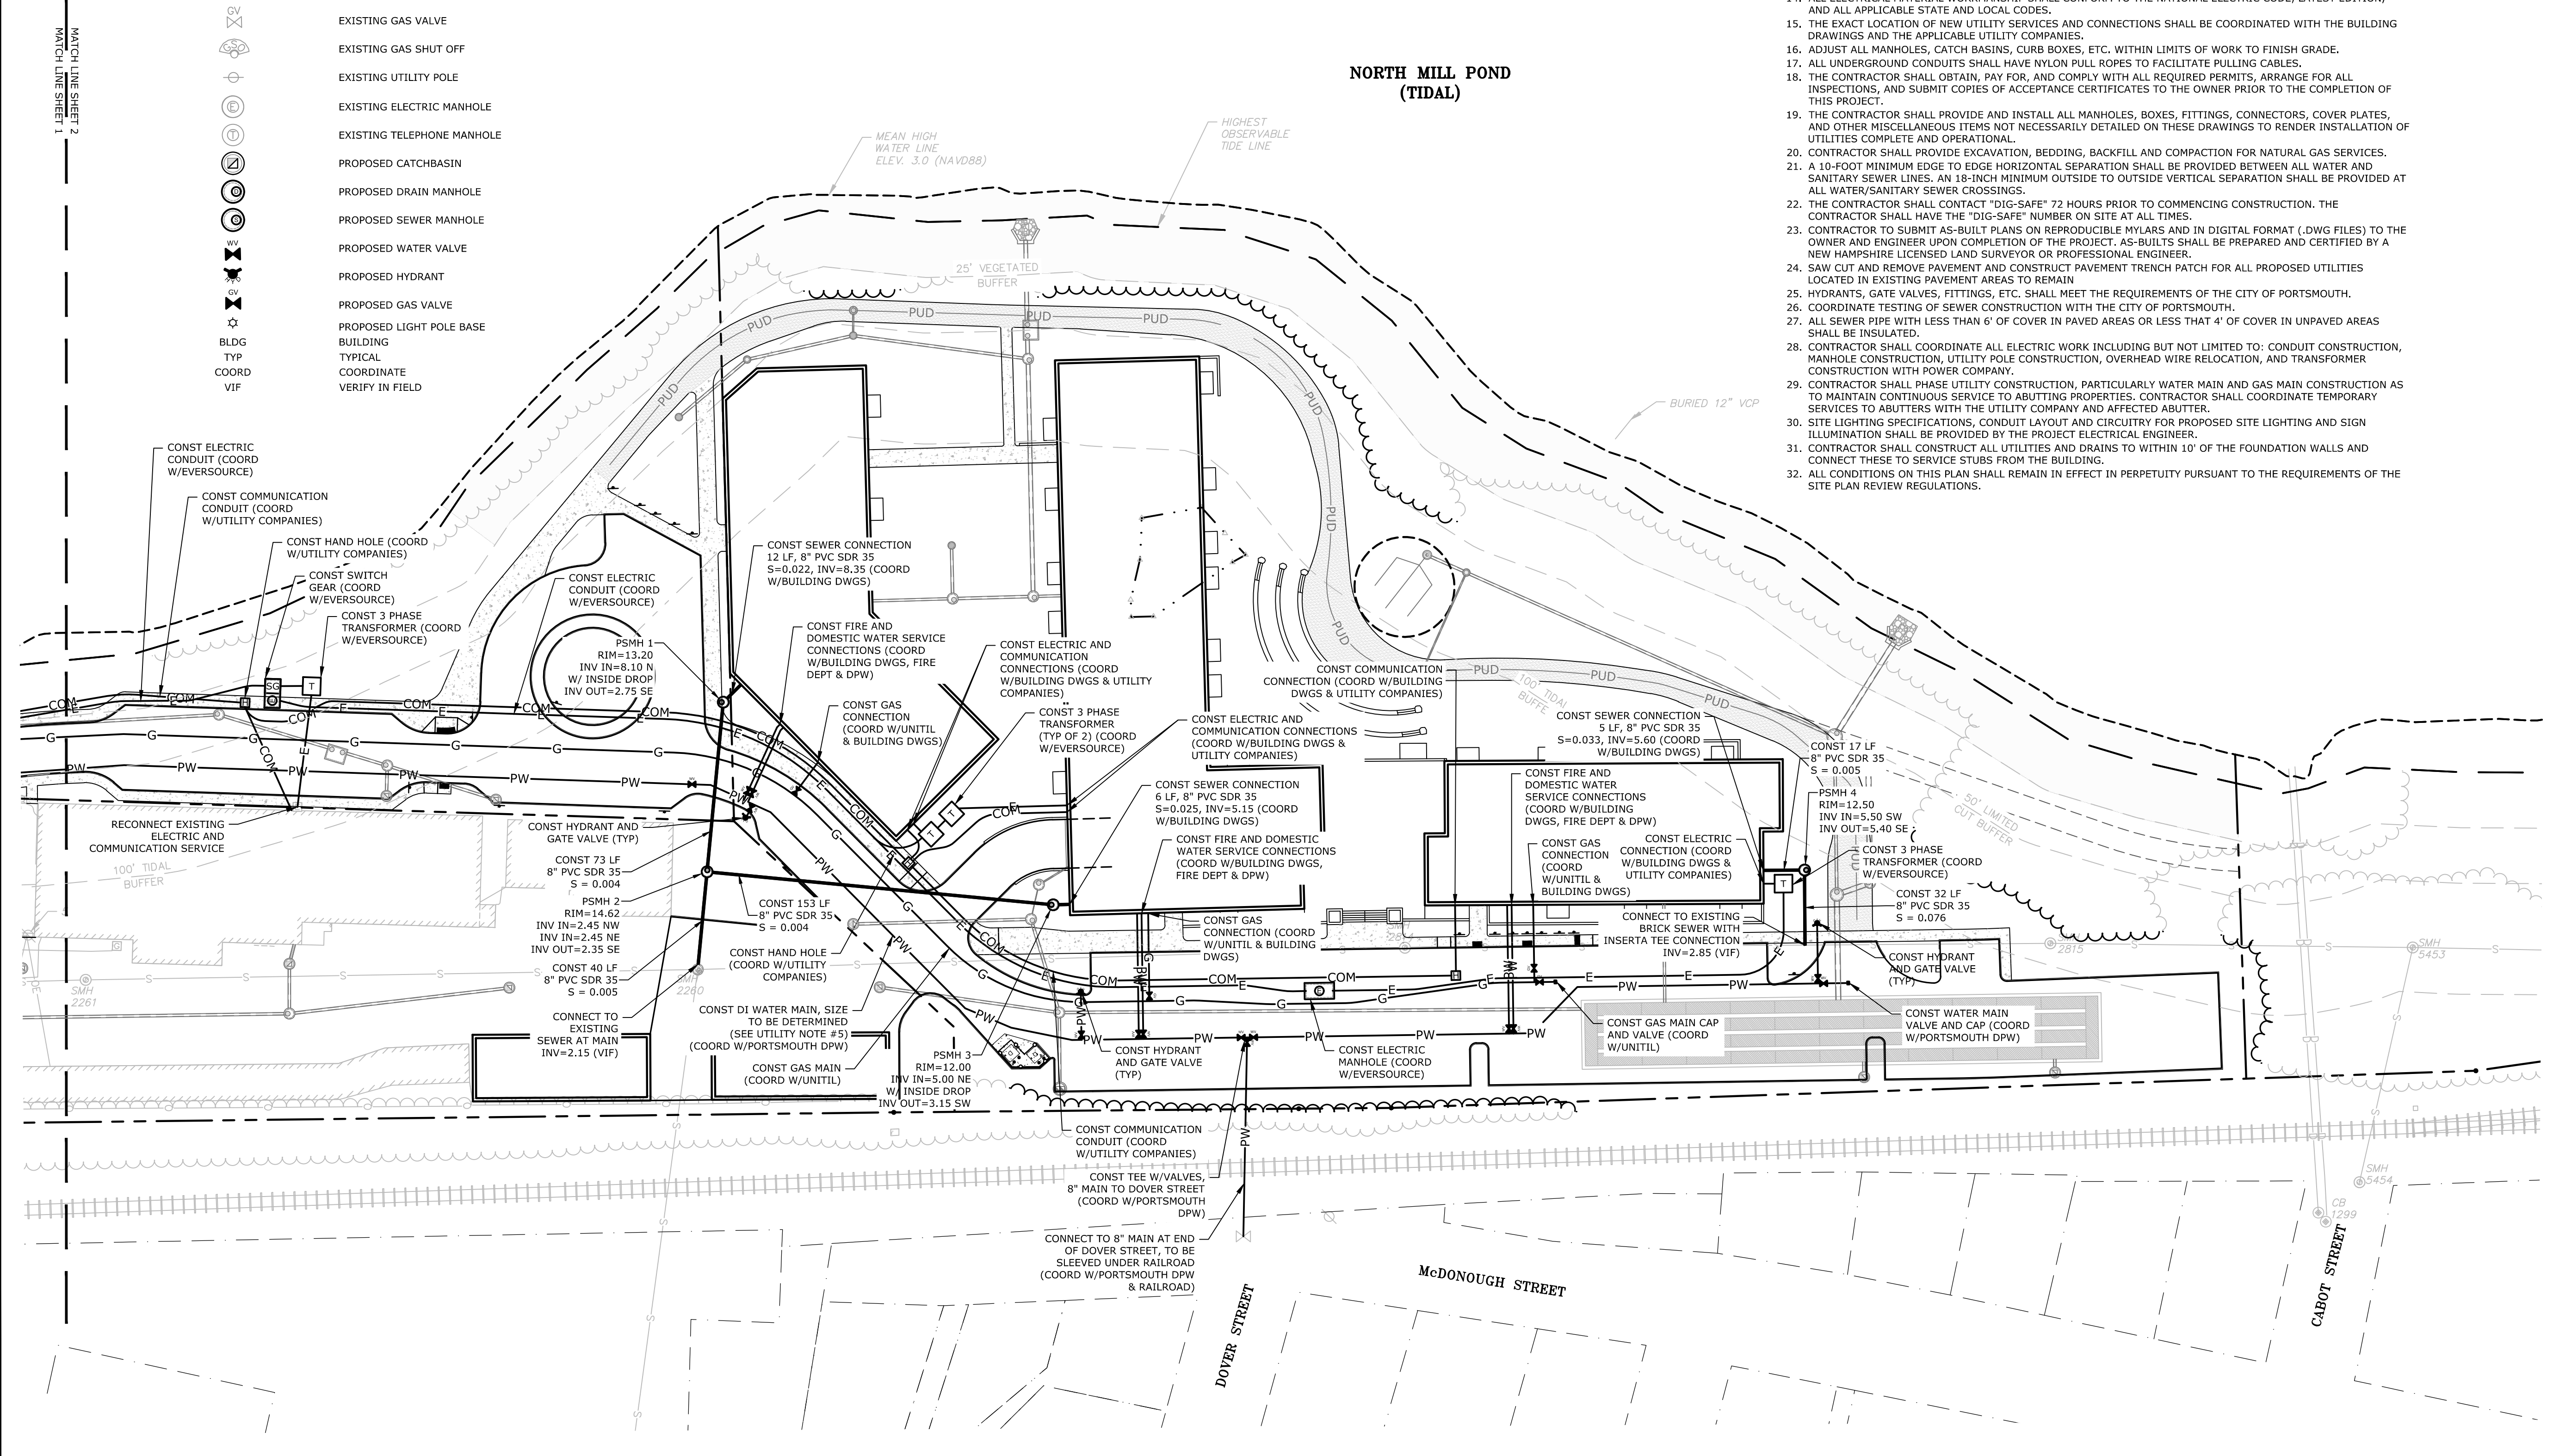 MATCH LINE SHEET 2
MATCH LINE SHEET 1
GV
EXISTING GAS VALVE
GSO
EXISTING GAS SHUT OFF
EXISTING UTILITY POLE
E
EXISTING ELECTRIC MANHOLE
T
EXISTING TELEPHONE MANHOLE
PROPOSED CATCHBASIN
D
PROPOSED DRAIN MANHOLE
S
PROPOSED SEWER MANHOLE
WV
PROPOSED WATER VALVE
PROPOSED HYDRANT
GV
PROPOSED GAS VALVE
PROPOSED LIGHT POLE BASE
BLDG BUILDING
TYP TYPICAL
COORD COORDINATE
VIF VERIFY IN FIELD
NORTH MILL POND
(TIDAL)
AND ALL APPLICABLE STATE AND LOCAL CODES.
15. THE EXACT LOCATION OF NEW UTILITY SERVICES AND CONNECTIONS SHALL BE COORDINATED WITH THE BUILDING
DRAWINGS AND THE APPLICABLE UTILITY COMPANIES.
16. ADJUST ALL MANHOLES, CATCH BASINS, CURB BOXES, ETC. WITHIN LIMITS OF WORK TO FINISH GRADE.
17. ALL UNDERGROUND CONDUITS SHALL HAVE NYLON PULL ROPES TO FACILITATE PULLING CABLES.
18. THE CONTRACTOR SHALL OBTAIN, PAY FOR, AND COMPLY WITH ALL REQUIRED PERMITS, ARRANGE FOR ALL
INSPECTIONS, AND SUBMIT COPIES OF ACCEPTANCE CERTIFICATES TO THE OWNER PRIOR TO THE COMPLETION OF
THIS PROJECT.
19. THE CONTRACTOR SHALL PROVIDE AND INSTALL ALL MANHOLES, BOXES, FITTINGS, CONNECTORS, COVER PLATES,
AND OTHER MISCELLANEOUS ITEMS NOT NECESSARILY DETAILED ON THESE DRAWINGS TO RENDER INSTALLATION OF
UTILITIES COMPLETE AND OPERATIONAL.
20. CONTRACTOR SHALL PROVIDE EXCAVATION, BEDDING, BACKFILL AND COMPACTION FOR NATURAL GAS SERVICES.
21. A 10-FOOT MINIMUM EDGE TO EDGE HORIZONTAL SEPARATION SHALL BE PROVIDED BETWEEN ALL WATER AND
SANITARY SEWER LINES. AN 18-INCH MINIMUM OUTSIDE TO OUTSIDE VERTICAL SEPARATION SHALL BE PROVIDED AT
ALL WATER/SANITARY SEWER CROSSINGS.
22. THE CONTRACTOR SHALL CONTACT "DIG-SAFE" 72 HOURS PRIOR TO COMMENCING CONSTRUCTION. THE
CONTRACTOR SHALL HAVE THE "DIG-SAFE" NUMBER ON SITE AT ALL TIMES.
23. CONTRACTOR TO SUBMIT AS-BUILT PLANS ON REPRODUCIBLE MYLARS AND IN DIGITAL FORMAT (.DWG FILES) TO THE
OWNER AND ENGINEER UPON COMPLETION OF THE PROJECT. AS-BUILTS SHALL BE PREPARED AND CERTIFIED BY A
NEW HAMPSHIRE LICENSED LAND SURVEYOR OR PROFESSIONAL ENGINEER.
24. SAW CUT AND REMOVE PAVEMENT AND CONSTRUCT PAVEMENT TRENCH PATCH FOR ALL PROPOSED UTILITIES
LOCATED IN EXISTING PAVEMENT AREAS TO REMAIN
25. HYDRANTS, GATE VALVES, FITTINGS, ETC. SHALL MEET THE REQUIREMENTS OF THE CITY OF PORTSMOUTH.
26. COORDINATE TESTING OF SEWER CONSTRUCTION WITH THE CITY OF PORTSMOUTH.
27. ALL SEWER PIPE WITH LESS THAN 6' OF COVER IN PAVED AREAS OR LESS THAT 4' OF COVER IN UNPAVED AREAS
SHALL BE INSULATED.
28. CONTRACTOR SHALL COORDINATE ALL ELECTRIC WORK INCLUDING BUT NOT LIMITED TO: CONDUIT CONSTRUCTION,
MANHOLE CONSTRUCTION, UTILITY POLE CONSTRUCTION, OVERHEAD WIRE RELOCATION, AND TRANSFORMER
CONSTRUCTION WITH POWER COMPANY.
29. CONTRACTOR SHALL PHASE UTILITY CONSTRUCTION, PARTICULARLY WATER MAIN AND GAS MAIN CONSTRUCTION AS
TO MAINTAIN CONTINUOUS SERVICE TO ABUTTING PROPERTIES. CONTRACTOR SHALL COORDINATE TEMPORARY
SERVICES TO ABUTTERS WITH THE UTILITY COMPANY AND AFFECTED ABUTTER.
30. SITE LIGHTING SPECIFICATIONS, CONDUIT LAYOUT AND CIRCUITRY FOR PROPOSED SITE LIGHTING AND SIGN
ILLUMINATION SHALL BE PROVIDED BY THE PROJECT ELECTRICAL ENGINEER.
31. CONTRACTOR SHALL CONSTRUCT ALL UTILITIES AND DRAINS TO WITHIN 10' OF THE FOUNDATION WALLS AND
CONNECT THESE TO SERVICE STUBS FROM THE BUILDING.
32. ALL CONDITIONS ON THIS PLAN SHALL REMAIN IN EFFECT IN PERPETUITY PURSUANT TO THE REQUIREMENTS OF THE
SITE PLAN REVIEW REGULATIONS.
MEAN HIGH
WATER LINE
ELEV. 3.0 (NAVD88)
HIGHEST
OBSERVABLE
TIDE LINE
25' VEGETATED
BUFFER
BURIED 12" VCP
PUD
PUD
PUD
PUD
PUD
PUD
PUD
PUD
PUD
PUD
PUD
CONST ELECTRIC
CONDUIT (COORD
W/EVERSOURCE)
CONST COMMUNICATION
CONDUIT (COORD
W/UTILITY COMPANIES)
CONST HAND HOLE (COORD
W/UTILITY COMPANIES)
CONST SWITCH
GEAR (COORD
W/EVERSOURCE)
CONST 3 PHASE
TRANSFORMER (COORD
W/EVERSOURCE)
CONST ELECTRIC
CONDUIT (COORD
W/EVERSOURCE)
PSMH 1
RIM=13.20
INV IN=8.10 N
W/ INSIDE DROP
INV OUT=2.75 SE
CONST SEWER CONNECTION
12 LF, 8" PVC SDR 35
S=0.022, INV=8.35 (COORD
W/BUILDING DWGS)
CONST FIRE AND
DOMESTIC WATER SERVICE
CONNECTIONS (COORD
W/BUILDING DWGS, FIRE
DEPT & DPW)
CONST GAS
CONNECTION
(COORD W/UNITIL
& BUILDING DWGS)
CONST ELECTRIC AND
COMMUNICATION
CONNECTIONS (COORD
W/BUILDING DWGS & UTILITY
COMPANIES)
CONST 3 PHASE
TRANSFORMER
(TYP OF 2) (COORD
W/EVERSOURCE)
CONST ELECTRIC AND
COMMUNICATION CONNECTIONS
(COORD W/BUILDING DWGS &
UTILITY COMPANIES)
CONST SEWER CONNECTION
6 LF, 8" PVC SDR 35
S=0.025, INV=5.15 (COORD
W/BUILDING DWGS)
CONST FIRE AND DOMESTIC
WATER SERVICE CONNECTIONS
(COORD W/BUILDING DWGS,
FIRE DEPT & DPW)
CONST COMMUNICATION
CONNECTION (COORD W/BUILDING
DWGS & UTILITY COMPANIES)
100' TIDAL
BUFFE
CONST SEWER CONNECTION
5 LF, 8" PVC SDR 35
S=0.033, INV=5.60 (COORD
W/BUILDING DWGS)
CONST FIRE AND
DOMESTIC WATER
SERVICE CONNECTIONS
(COORD W/BUILDING
DWGS, FIRE DEPT & DPW)
CONST GAS
CONNECTION
(COORD
W/UNITIL &
BUILDING DWGS)
CONST ELECTRIC
CONNECTION (COORD
W/BUILDING DWGS &
UTILITY COMPANIES)
CONST 17 LF
8" PVC SDR 35
S = 0.005
PSMH 4
RIM=12.50
INV IN=5.50 SW
INV OUT=5.40 SE
50' LIMITED
CUT BUFFER
CONST 3 PHASE
TRANSFORMER (COORD
W/EVERSOURCE)
CONST 32 LF
8" PVC SDR 35
S = 0.076
CONNECT TO EXISTING
BRICK SEWER WITH
INSERTA TEE CONNECTION
INV=2.85 (VIF)
CONST HYDRANT
AND GATE VALVE
(TYP)
SMH
2815
SMH
5453
RECONNECT EXISTING
ELECTRIC AND
COMMUNICATION SERVICE
100' TIDAL
BUFFER
CONST HYDRANT AND
GATE VALVE (TYP)
CONST 73 LF
8" PVC SDR 35
S = 0.004
PSMH 2
RIM=14.62
INV IN=2.45 NW
INV IN=2.45 NE
INV OUT=2.35 SE
CONST 40 LF
8" PVC SDR 35
S = 0.005
CONNECT TO
EXISTING
SEWER AT MAIN
INV=2.15 (VIF)
SMH
2261
SMH
2260
CONST 153 LF
8" PVC SDR 35
S = 0.004
CONST HAND HOLE
(COORD W/UTILITY
COMPANIES)
CONST DI WATER MAIN, SIZE
TO BE DETERMINED
(SEE UTILITY NOTE #5)
(COORD W/PORTSMOUTH DPW)
CONST GAS MAIN
(COORD W/UNITIL)
PSMH 3
RIM=12.00
INV IN=5.00 NE
W/ INSIDE DROP
INV OUT=3.15 SW
CONST GAS
CONNECTION (COORD
W/UNITIL & BUILDING
DWGS)
CONST HYDRANT
AND GATE VALVE
(TYP)
CONST ELECTRIC
MANHOLE (COORD
W/EVERSOURCE)
CONST GAS MAIN CAP
AND VALVE (COORD
W/UNITIL)
CONST WATER MAIN
VALVE AND CAP (COORD
W/PORTSMOUTH DPW)
CONST COMMUNICATION
CONDUIT (COORD
W/UTILITY COMPANIES)
CONST TEE W/VALVES,
8" MAIN TO DOVER STREET
(COORD W/PORTSMOUTH
DPW)
CONNECT TO 8" MAIN AT END
OF DOVER STREET, TO BE
SLEEVED UNDER RAILROAD
(COORD W/PORTSMOUTH DPW
& RAILROAD)
SMH
5454
CB
1299
DOVER STREET
McDONOUGH STREET
CABOT STREET